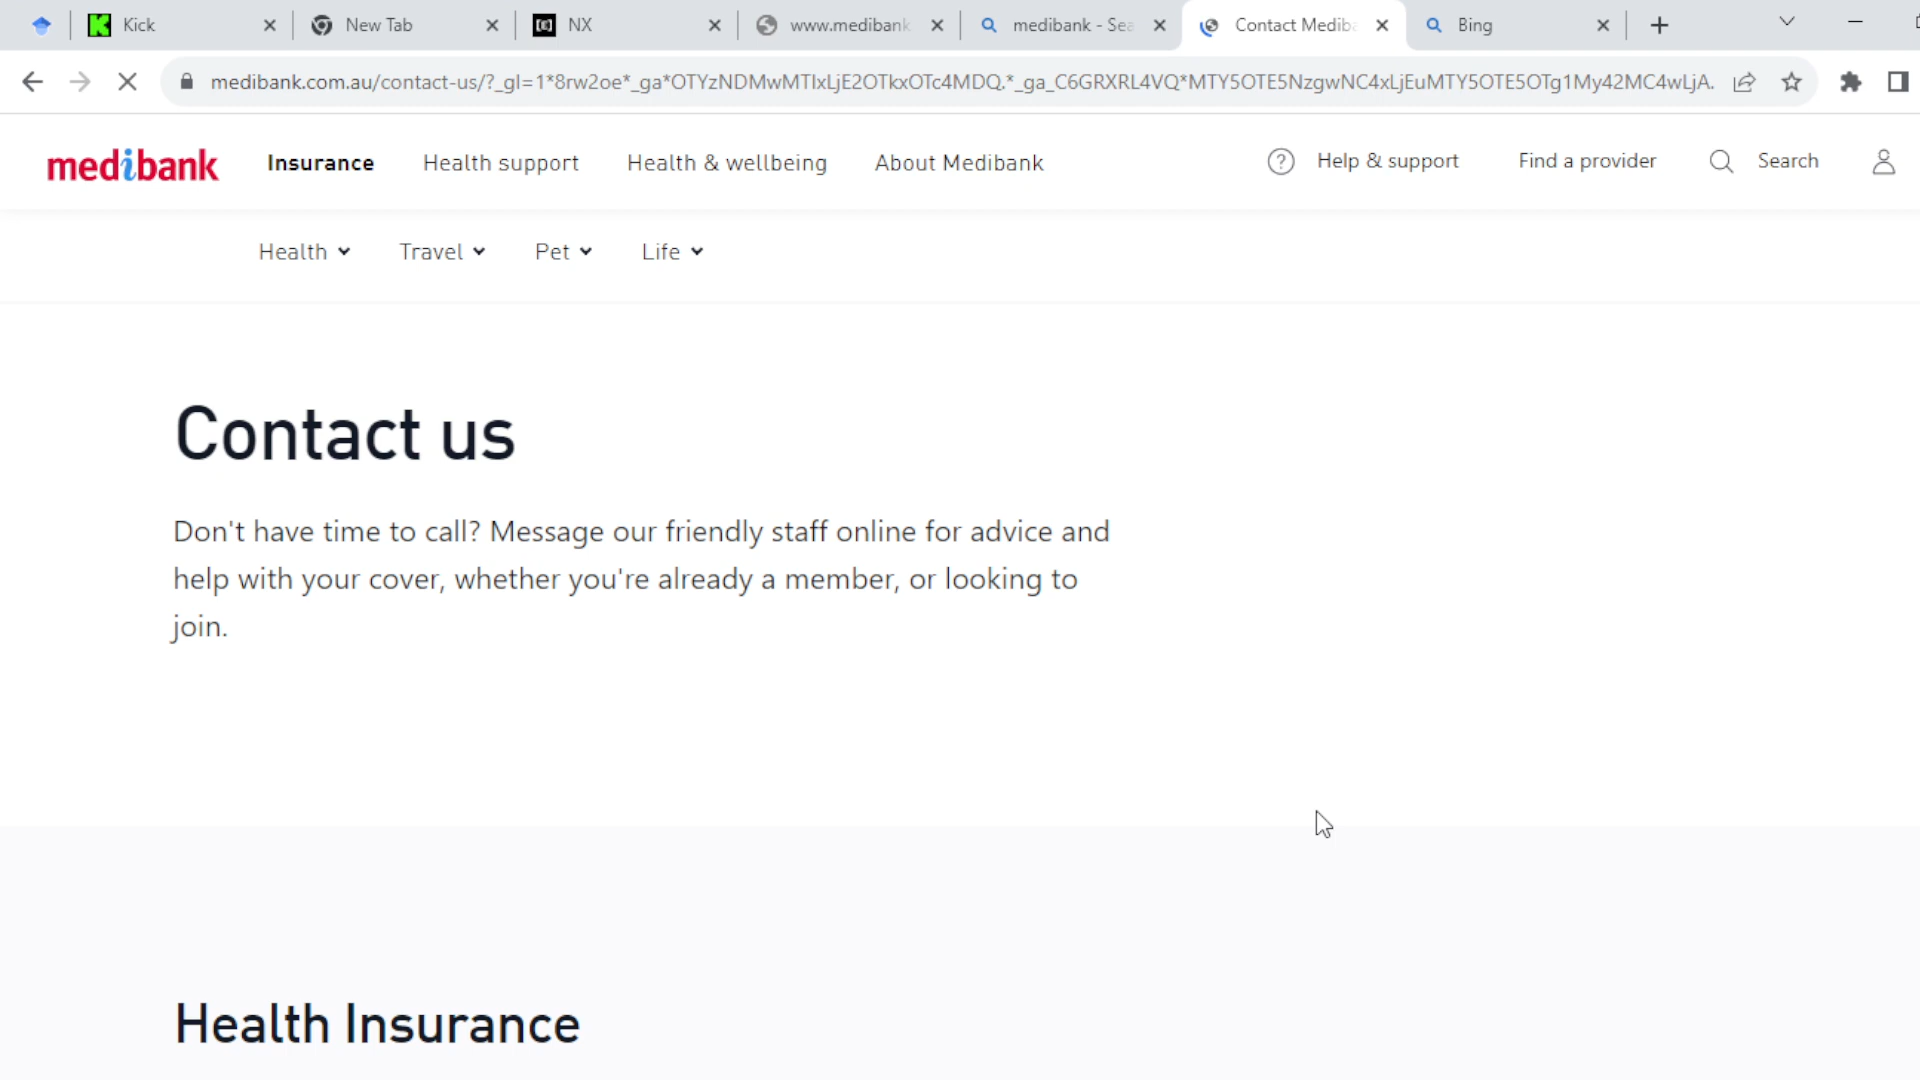 Kick
New Tab
NX
www.medibank
medibank - Sea
Contact Mediba
Bing
medibank.com.au/contact-us/?_gl=1*8rw2oe*_ga*OTYzNDMwMTIxLjE2OTkxOTc4MDQ.*_ga_C6GRXRL4VQ*MTY5OTE5NzgwNC4xLjEuMTY5OTE5OTg1My42MC4wLjA.
medibank Insurance Health support Health & wellbeing About Medibank Help & support Find a provider Search
Health Travel Pet Life
Contact us
Don't have time to call? Message our friendly staff online for advice and
help with your cover, whether you're already a member, or looking to
join.
Health Insurance